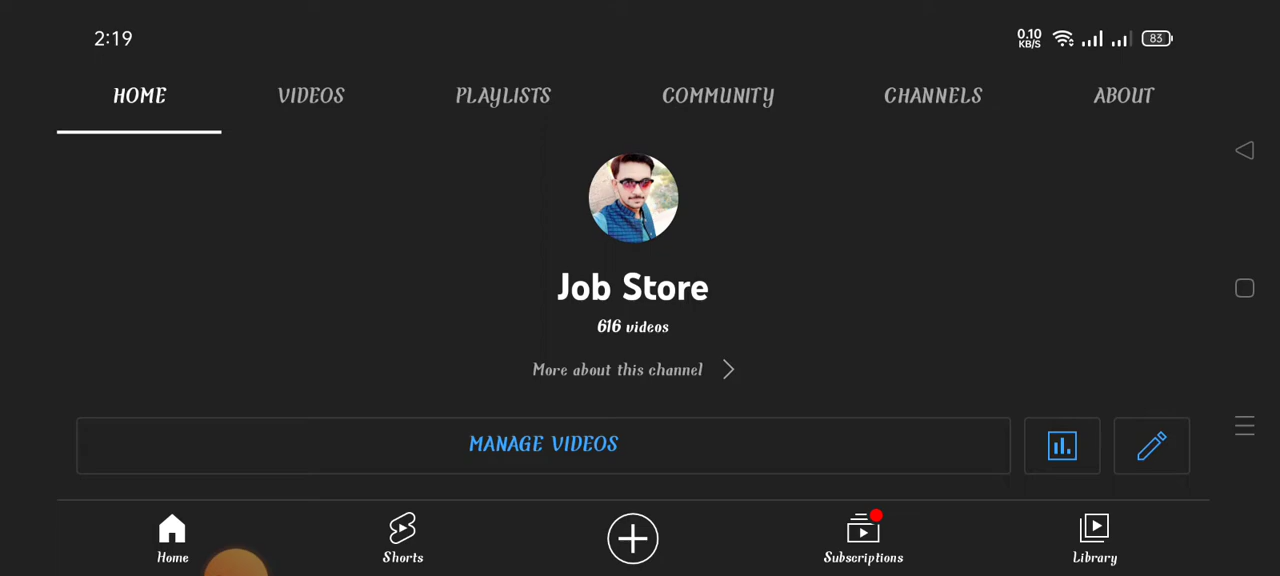 2:19
0.10
KB/S
83
HOME VIDEOS PLAYLISTS COMMUNITY CHANNELS ABOUT
Job Store
616 videos
More about this channel
MANAGE VIDEOS
Home Shorts Subscriptions Library